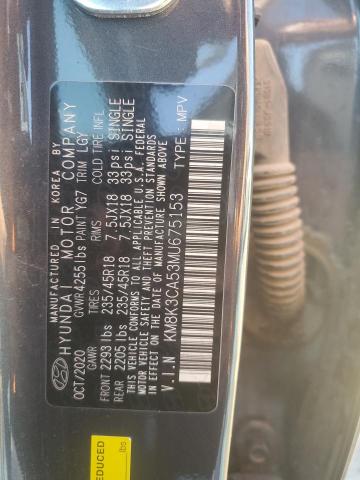 MANUFACTURED IN KOREA BY
HYUNDAI MOTOR COMPANY
OCT/2020 GVWR 4255 lbs PAINT YG7 TRIM LGY
GAWR TIRES RIMS COLD TIRE INFL
FRONT 2293 lbs 235/45R18 7.5JX18 33 psi SINGLE
REAR 2205 lbs 235/45R18 7.5JX18 33 psi SINGLE
THIS VEHICLE CONFORMS TO ALL APPLICABLE U.S.A. FEDERAL
MOTOR VEHICLE SAFETY, BUMPER, AND THEFT PREVENTION STANDARDS
IN EFFECT ON THE DATE OF MANUFACTURE SHOWN ABOVE.
V.I.N KM8K3CA53MU675153 TYPE: MPV
REDUCED
lbs